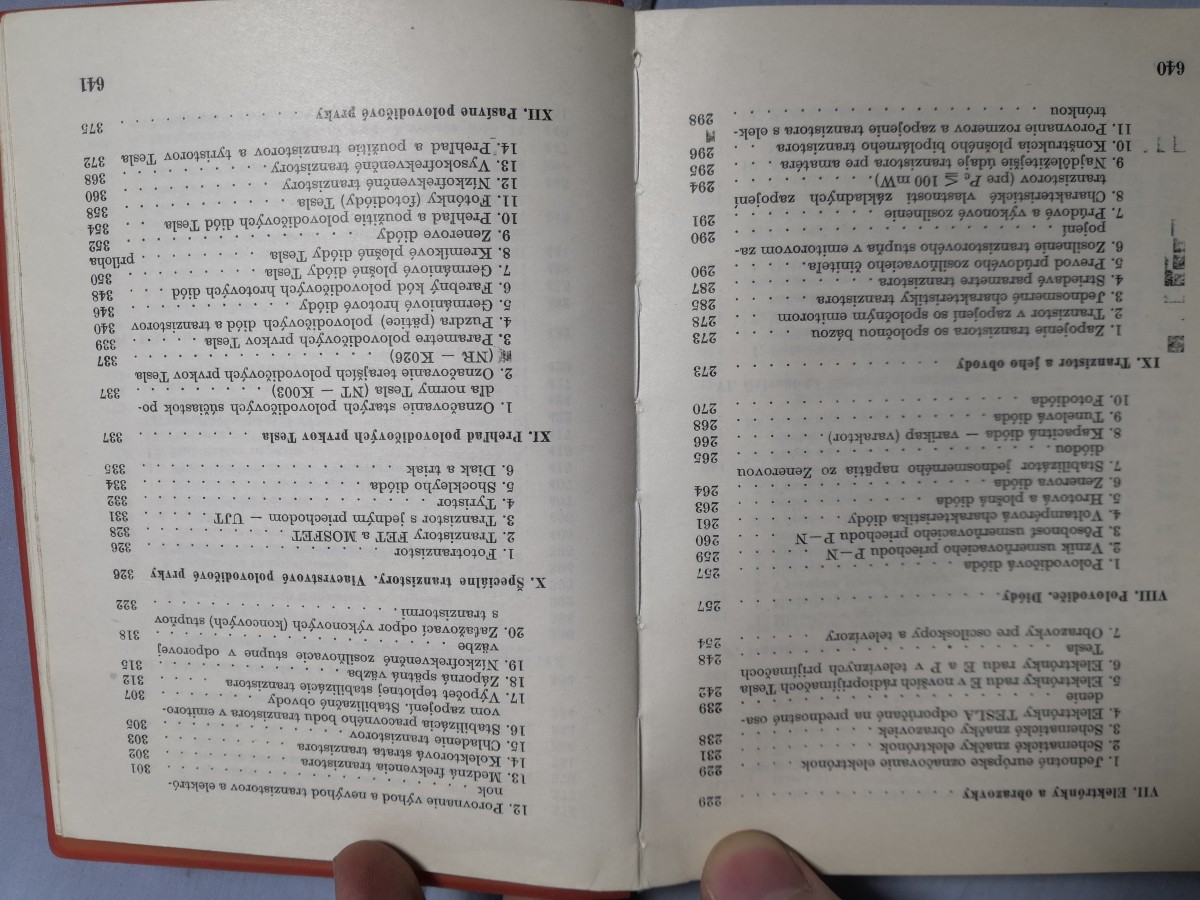 VII. Elektrónky a obrazovky . . . . . . . . . . 229
1. Jednotné európske označovanie elektrónok . . . . 229
2. Schematické značky elektrónok . . . . . . . 231
3. Schematické značky obrazoviek . . . . . . . 238
4. Elektrónky TESLA odporúčané na prednostné osa-
denie . . . . . . . . . . 239
5. Elektrónky radu E v novších rádioprijímačoch Tesla 242
6. Elektrónky radu E a P v televíznych prijímačoch
Tesla . . . . . . . . . . 248
7. Obrazovky pre osciloskopy a televízory . . . . . 254
VIII. Polovodiče. Diódy. . . . . . . . . . . 257
1. Polovodičová dióda . . . . . . . . . . 257
2. Vznik usmerňovacieho priechodu P—N . . . . . 259
3. Pôsobnosť usmerňovacieho priechodu P—N . . . 260
4. Voltampérová charakteristika diódy . . . . . . 261
5. Hrotová a plošná dióda . . . . . . . . 263
6. Zenerova dióda . . . . . . . . . . 264
7. Stabilizátor jednosmerného napätia zo Zenerovou
diódou . . . . . . . . . . 265
8. Kapacitná dióda — varikap (varaktor) . . . . . . 266
9. Tunelová dióda . . . . . . . . . . 268
10. Fotodióda . . . . . . . . . . 270
IX. Tranzistor a jeho obvody . . . . . . . . . . 273
1. Zapojenie tranzistora so spoločnou bázou . . . . 273
2. Tranzistor v zapojení so spoločným emitorom . . . 278
3. Jednosmerné charakteristiky tranzistora . . . . . 285
4. Striedavé parametre tranzistora . . . . . . . 287
5. Prevod prúdového zosilňovacieho činiteľa. . . . . 290
6. Zosilnenie tranzistorového stupňa v emitorovom za-
pojení . . . . . . . . . . 290
7. Prúdové a výkonové zosilnenie . . . . . . . . 291
8. Charakteristické vlastnosti základných zapojení
tranzistorov (pre Pc ≦ 100 mW) . . . . . . . 294
9. Najdôležitejšie údaje tranzistora pre amatéra . . . 295
10. Konštrukcia plošného bipolárneho tranzistora . . . 296
11. Porovnanie rozmerov a zapojenie tranzistora s elek-
trónkou . . . . . . . . . . 298
640
12. Porovnanie výhod a nevýhod tranzistorov a elektró-
nok . . . . . . . . . . 301
13. Medzná frekvencia tranzistora . . . . . . . . 302
14. Kolektorová strata tranzistora . . . . . . . . 303
15. Chladenie tranzistorov . . . . . . . . . . 305
16. Stabilizácia pracovného bodu tranzistora v emitoro-
vom zapojení. Stabilizačné obvody . . . . . . 307
17. Výpočet teplotnej stabilizácie tranzistora . . . . 312
18. Záporná spätná väzba . . . . . . . . . . 315
19. Nízkofrekvenčné zosilňovacie stupne v odporovej
väzbe . . . . . . . . . . 318
20. Zaťažovací odpor výkonových (koncových) stupňov
s tranzistormi . . . . . . . . . . 322
X. Špeciálne tranzistory. Viacvrstvové polovodičové prvky 326
1. Fototranzistor . . . . . . . . . . 326
2. Tranzistory FET a MOSFET . . . . . . . . 328
3. Tranzistor s jedným priechodom — UJT . . . . . 331
4. Tyristor . . . . . . . . . . 332
5. Shockleyho dióda . . . . . . . . . . 334
6. Diak a triak . . . . . . . . . . 335
XI. Prehľad polovodičových prvkov Tesla . . . . . . . 337
1. Označovanie starých polovodičových súčiastok po-
dľa normy Tesla (NT — K003) . . . . . . . . 337
2. Označovanie terajších polovodičových prvkov Tesla
(NR — K026) . . . . . . . . . . 337
3. Parametre polovodičových prvkov Tesla . . . . . 339
4. Puzdra (pätice) polovodičových diód a tranzistorov 340
5. Germániové hrotové diódy . . . . . . . . . 346
6. Farebný kód polovodičových hrotových diód . . . 348
7. Germániové plošné diódy Tesla . . . . . . . 350
8. Kremíkové plošné diódy Tesla . . . . . . . . príloha
9. Zenerove diódy . . . . . . . . . . 352
10. Prehľad a použitie polovodičových diód Tesla . . . 354
11. Fotónky (fotodiódy) Tesla . . . . . . . . . 358
12. Nízkofrekvenčné tranzistory . . . . . . . . . 360
13. Vysokofrekvenčné tranzistory . . . . . . . . 368
14. Prehľad a použitie tranzistorov a tyristorov Tesla 372
XII. Pasívne polovodičové prvky . . . . . . . . . . 375
641